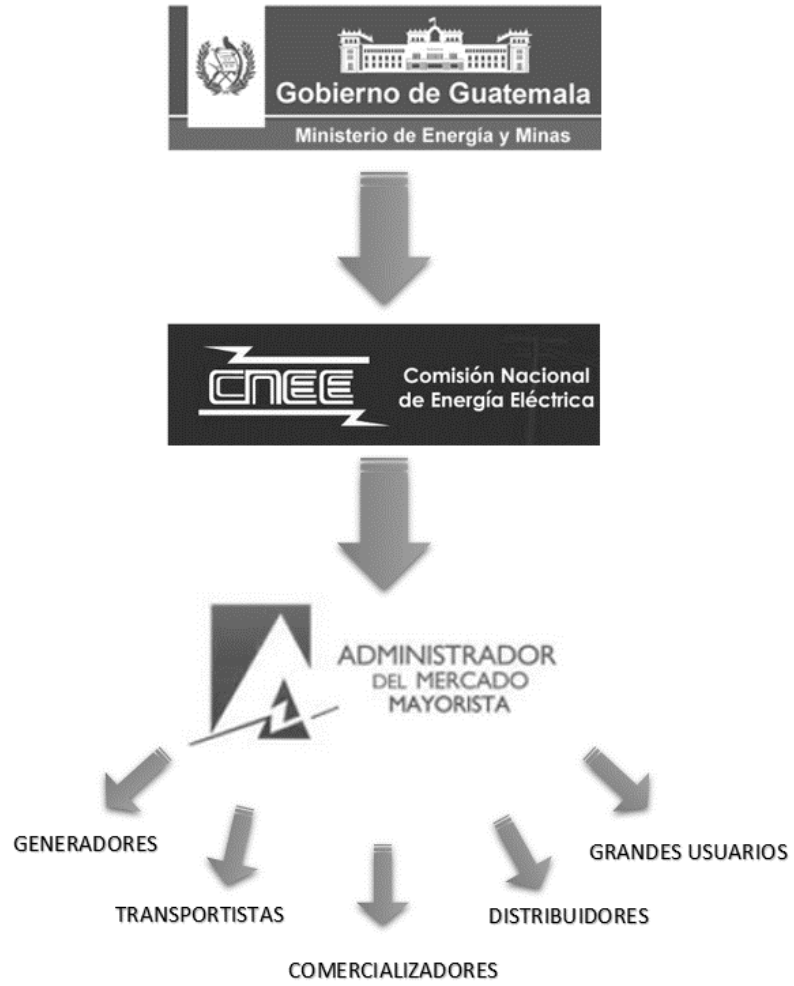 Gobierno de Guatemala
Ministerio de Energía y Minas
CNEE
Comisión Nacional
de Energía Eléctrica
ADMINISTRADOR
DEL MERCADO
MAYORISTA
GENERADORES
GRANDES USUARIOS
TRANSPORTISTAS
DISTRIBUIDORES
COMERCIALIZADORES